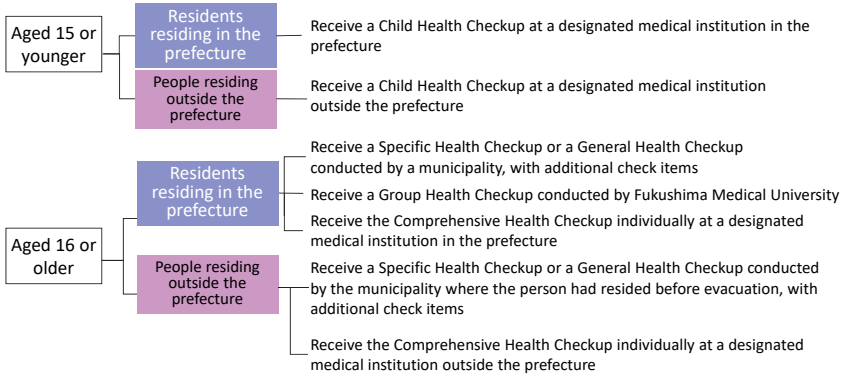 Aged 15 or
younger
Residents
residing in the
prefecture
Receive a Child Health Checkup at a designated medical institution in the
prefecture
People residing
outside the
prefecture
Receive a Child Health Checkup at a designated medical institution
outside the prefecture
Aged 16 or
older
Residents
residing in the
prefecture
Receive a Specific Health Checkup or a General Health Checkup
conducted by a municipality, with additional check items
Receive a Group Health Checkup conducted by Fukushima Medical University
Receive the Comprehensive Health Checkup individually at a designated
medical institution in the prefecture
People residing
outside the
prefecture
Receive a Specific Health Checkup or a General Health Checkup conducted
by the municipality where the person had resided before evacuation, with
additional check items
Receive the Comprehensive Health Checkup individually at a designated
medical institution outside the prefecture